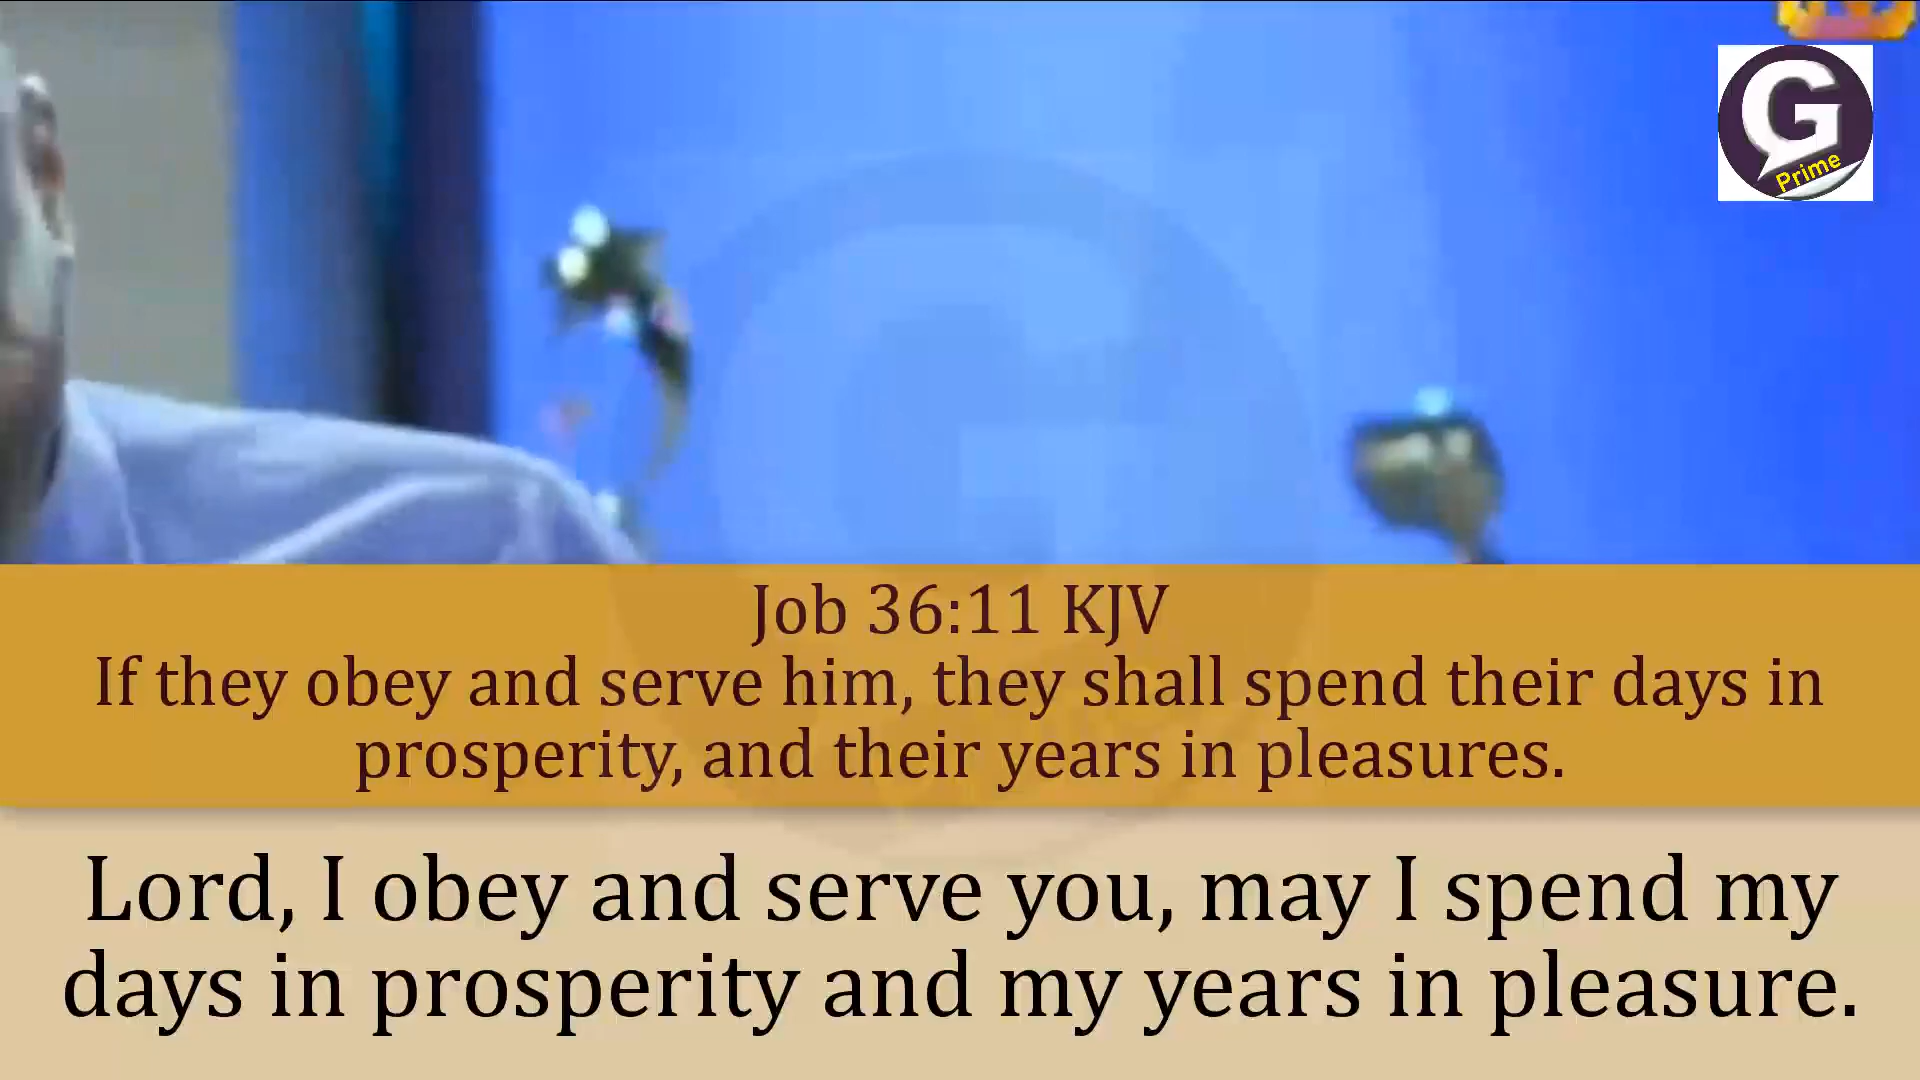 G
Prime
Job 36:11 KJV
If they obey and serve him, they shall spend their days in
prosperity, and their years in pleasures.
Lord, I obey and serve you, may I spend my
days in prosperity and my years in pleasure.